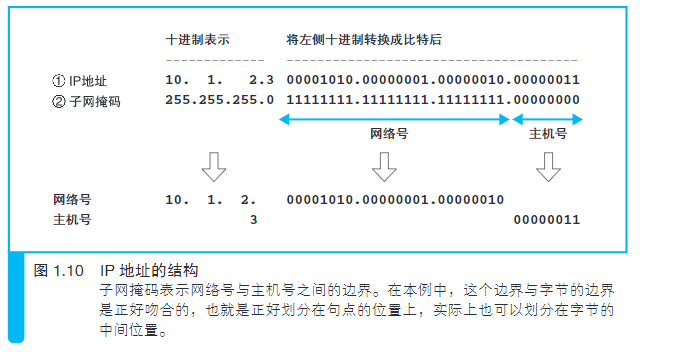 十进制表示 将左侧十进制转换成比特后
① IP地址 10. 1. 2.3 00001010.00000001.00000010.00000011
② 子网掩码 255.255.255.0 11111111.11111111.11111111.00000000
网络号 主机号
网络号 10. 1. 2. 00001010.00000001.00000010
主机号 3 00000011
图 1.10 IP 地址的结构
子网掩码表示网络号与主机号之间的边界。在本例中，这个边界与字节的边界
是正好吻合的，也就是正好划分在句点的位置上，实际上也可以划分在字节的
中间位置。